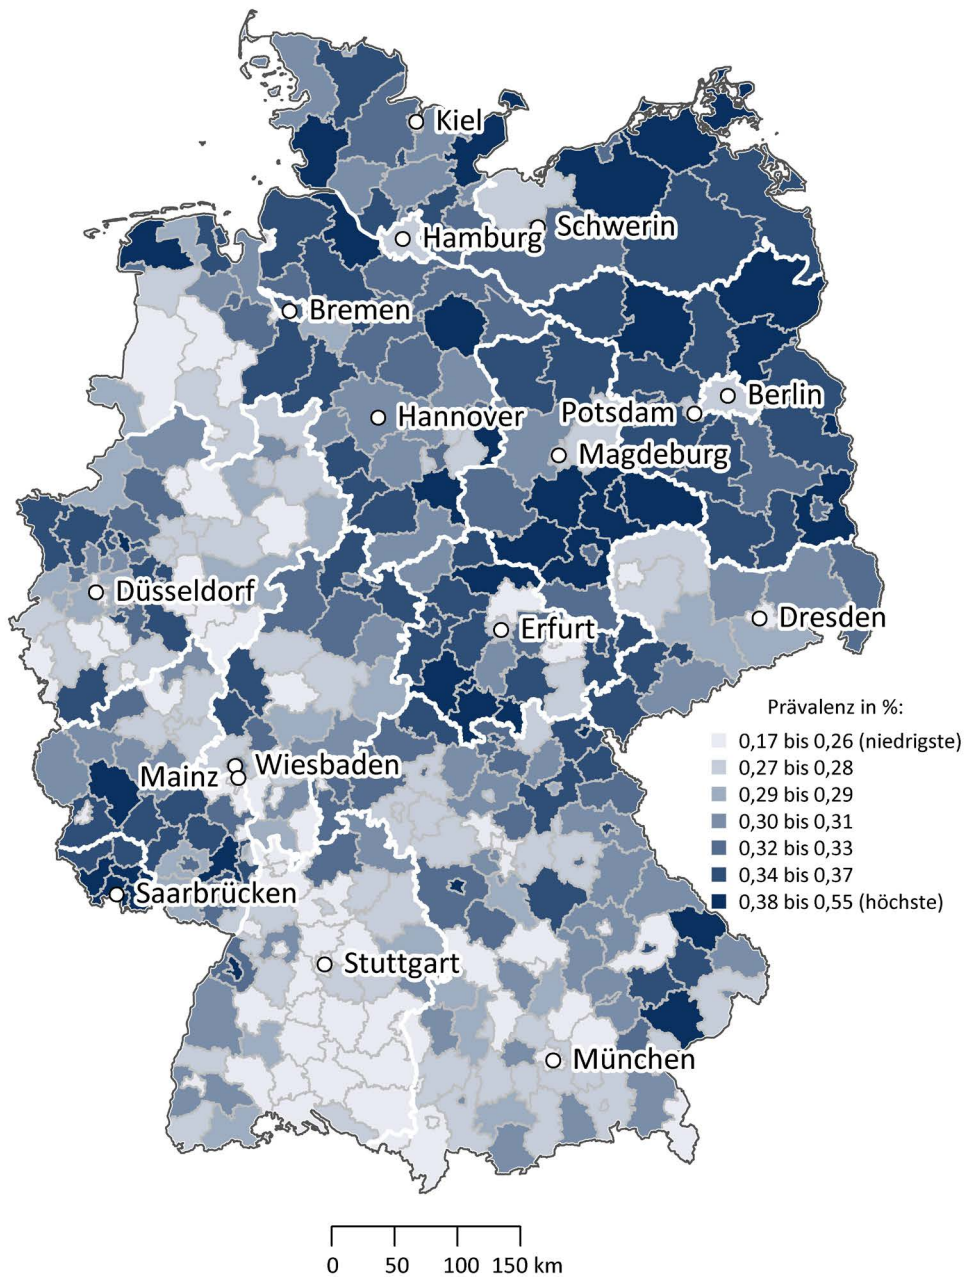 Kiel
Schwerin
Hamburg
Bremen
Berlin
Hannover
Potsdam
Magdeburg
Düsseldorf
Erfurt
Dresden
Prävalenz in %:
0,17 bis 0,26 (niedrigste)
0,27 bis 0,28
0,29 bis 0,29
0,30 bis 0,31
0,32 bis 0,33
0,34 bis 0,37
0,38 bis 0,55 (höchste)
Wiesbaden
Mainz
Saarbrücken
Stuttgart
München
0 50 100 150 km